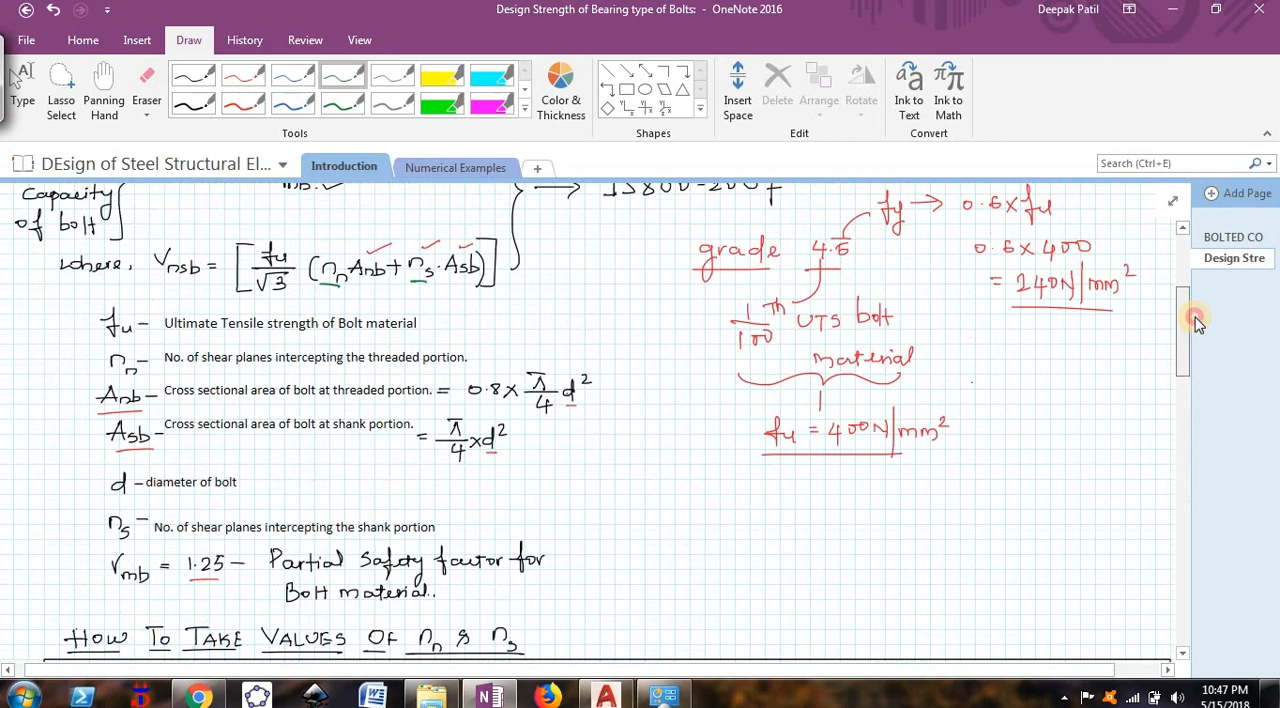 Design Strength of Bearing type of Bolts: - OneNote 2016
Deepak Patil
File Home Insert Draw History Review View
Type
Lasso Select
Panning Hand
Eraser
Tools
Color & Thickness
Shapes
Insert Space
Delete
Arrange
Rotate
Edit
Ink to Text
Ink to Math
Convert
DEsign of Steel Structural El...
Introduction
Numerical Examples
Search (Ctrl+E)
Add Page
BOLTED CO
Design Stre
Capacity
of bolt
where, Vnsb = [fu/√3 (nn Anb + ns . Asb)]
fu – Ultimate Tensile strength of Bolt material
nn – No. of shear planes intercepting the threaded portion.
Anb – Cross sectional area of bolt at threaded portion. = 0.8 x π/4 d²
Asb – Cross sectional area of bolt at shank portion. = π/4 x d²
d – diameter of bolt
ns – No. of shear planes intercepting the shank portion
γmb = 1.25 – Partial Safety factor for
Bolt material.
HOW TO TAKE VALUES OF nn & ns
fy → 0.6 x fu
grade 4.6
0.6 x 400
= 240N/mm²
1/100 th UTS bolt
material
fu = 400N/mm²
10:47 PM
5/15/2018